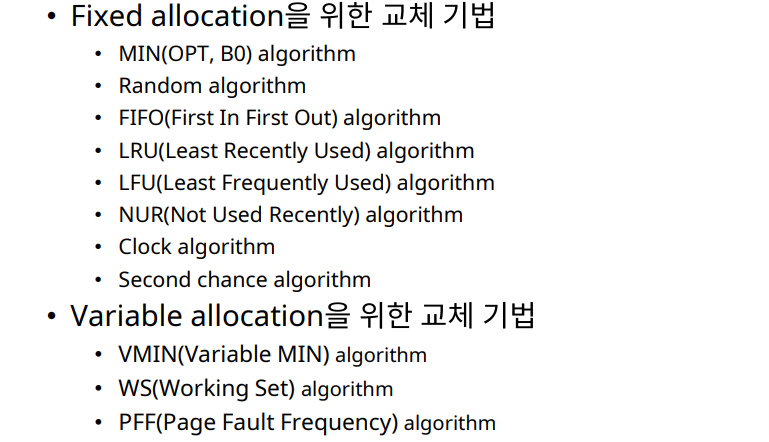 • Fixed allocation을 위한 교체 기법
• MIN(OPT, B0) algorithm
• Random algorithm
• FIFO(First In First Out) algorithm
• LRU(Least Recently Used) algorithm
• LFU(Least Frequently Used) algorithm
• NUR(Not Used Recently) algorithm
• Clock algorithm
• Second chance algorithm
• Variable allocation을 위한 교체 기법
• VMIN(Variable MIN) algorithm
• WS(Working Set) algorithm
• PFF(Page Fault Frequency) algorithm